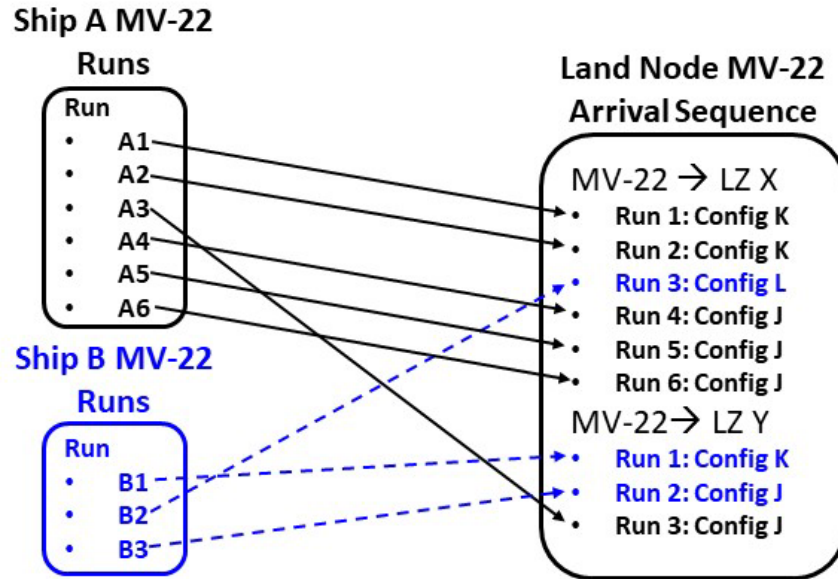 Ship A MV-22
Runs
Run
• A1
• A2
• A3
• A4
• A5
• A6
Ship B MV-22
Runs
Run
• B1
• B2
• B3
Land Node MV-22
Arrival Sequence
MV-22 → LZ X
• Run 1: Config K
• Run 2: Config K
• Run 3: Config L
• Run 4: Config J
• Run 5: Config J
• Run 6: Config J
MV-22→ LZ Y
• Run 1: Config K
• Run 2: Config J
• Run 3: Config J